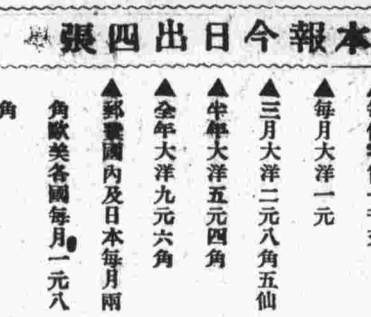 本報今日出四張
▲每月大洋一元
▲三月大洋二元八角五仙
▲半年大洋五元四角
▲全年大洋九元六角
▲郵費國內及日本每月兩
角歐美各國每月一元八
角